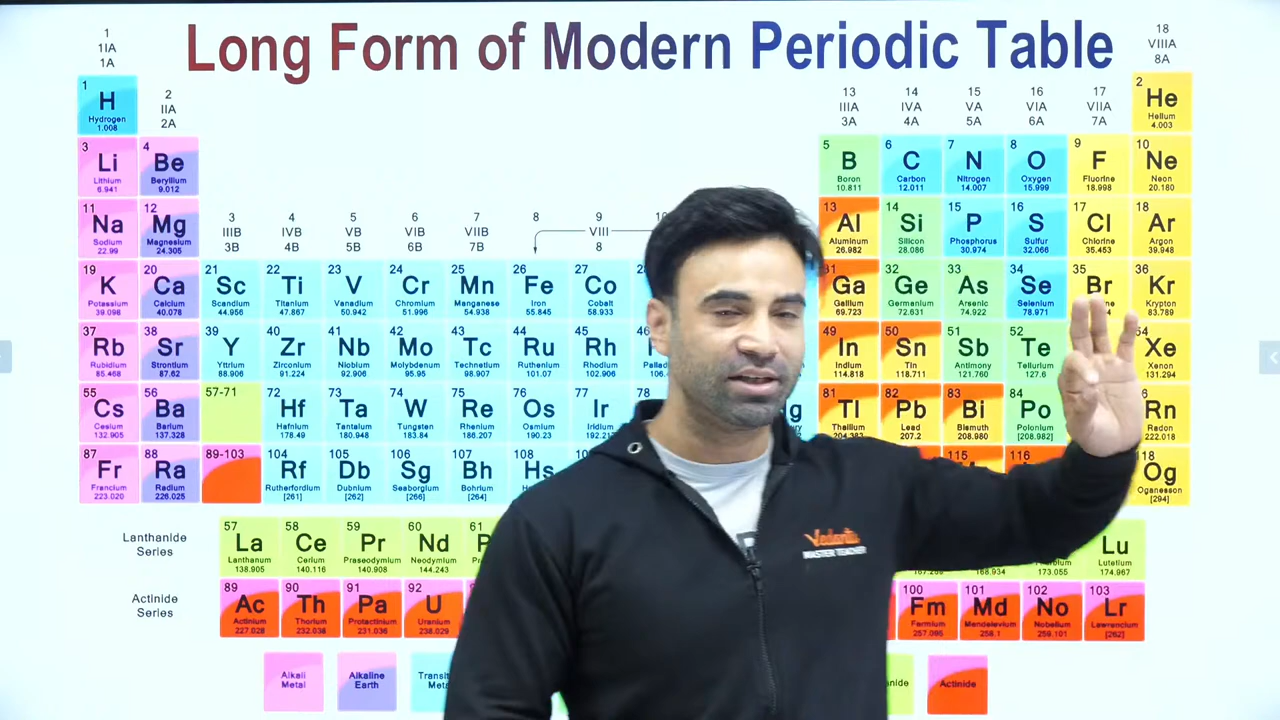 Long Form of Modern Periodic Table
1
1IA
1A
18
VIIIA
8A
2
IIA
2A
13
IIIA
3A
14
IVA
4A
15
VA
5A
16
VIA
6A
17
VIIA
7A
3
IIIB
3B
4
IVB
4B
5
VB
5B
6
VIB
6B
7
VIIB
7B
8
9
VIII
8
1
H
Hydrogen
1.008
2
He
Helium
4.003
3
Li
Lithium
6.941
4
Be
Beryllium
9.012
5
B
Boron
10.811
6
C
Carbon
12.011
7
N
Nitrogen
14.007
8
O
Oxygen
15.999
9
F
Fluorine
18.998
10
Ne
Neon
20.180
11
Na
Sodium
22.99
12
Mg
Magnesium
24.305
13
Al
Aluminum
26.982
14
Si
Silicon
28.086
15
P
Phosphorus
30.974
16
S
Sulfur
32.066
17
Cl
Chlorine
35.453
18
Ar
Argon
39.948
19
K
Potassium
39.098
20
Ca
Calcium
40.078
21
Sc
Scandium
44.956
22
Ti
Titanium
47.867
23
V
Vanadium
50.942
24
Cr
Chromium
51.996
25
Mn
Manganese
54.938
26
Fe
Iron
55.845
27
Co
Cobalt
58.933
Ga
Gallium
69.723
32
Ge
Germanium
72.631
33
As
Arsenic
74.922
34
Se
Selenium
78.971
35
Br
36
Kr
Krypton
83.789
37
Rb
Rubidium
85.468
38
Sr
Strontium
87.62
39
Y
Yttrium
88.906
40
Zr
Zirconium
91.224
41
Nb
Niobium
92.906
42
Mo
Molybdenum
95.95
43
Tc
Technetium
98.907
44
Ru
Ruthenium
101.07
45
Rh
Rhodium
102.906
49
In
Indium
114.818
50
Sn
Tin
118.711
51
Sb
Antimony
121.760
52
Te
Tellurium
127.6
54
Xe
Xenon
131.294
55
Cs
Cesium
132.905
56
Ba
Barium
137.328
57-71
72
Hf
Hafnium
178.49
73
Ta
Tantalum
180.948
74
W
Tungsten
183.84
75
Re
Rhenium
186.207
76
Os
Osmium
190.23
77
Ir
Iridium
81
Tl
Thallium
204.383
82
Pb
Lead
207.2
83
Bi
Bismuth
208.980
84
Po
Polonium
[208.982]
Rn
Radon
222.018
87
Fr
Francium
223.020
88
Ra
Radium
226.025
89-103
104
Rf
Rutherfordium
[261]
105
Db
Dubnium
[262]
106
Sg
Seaborgium
[266]
107
Bh
Bohrium
[264]
108
Hs
115
116
118
Og
Oganesson
[294]
Lanthanide
Series
57
La
Lanthanum
138.905
58
Ce
Cerium
140.116
59
Pr
Praseodymium
140.908
60
Nd
Neodymium
144.243
61
168.934
173.055
Lu
Lutetium
174.967
Actinide
Series
89
Ac
Actinium
227.028
90
Th
Thorium
232.038
91
Pa
Protactinium
231.036
92
U
Uranium
238.029
100
Fm
Fermium
257.095
101
Md
Mendelevium
258.1
102
No
Nobelium
259.101
103
Lr
Lawrencium
[262]
Alkali
Metal
Alkaline
Earth
Actinide
Vedantu
MASTER TEACHER